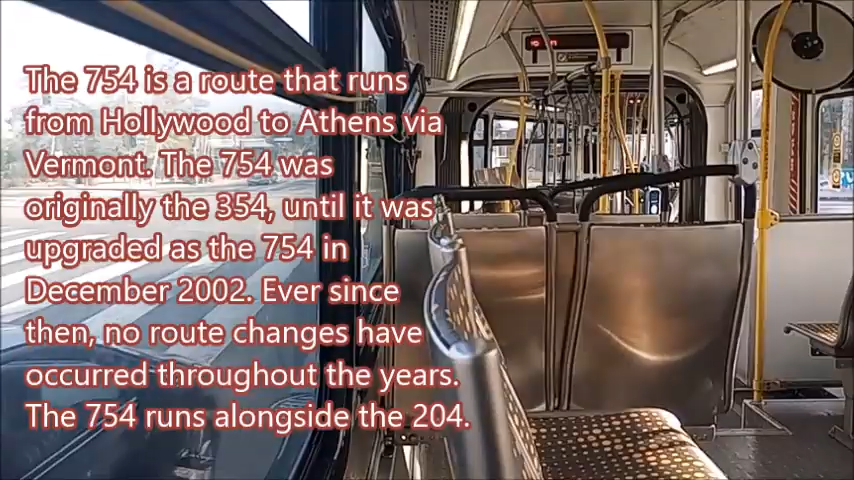 The 754 is a route that runs
from Hollywood to Athens via
Vermont. The 754 was
originally the 354, until it was
upgraded as the 754 in
December 2002. Ever since
then, no route changes have
occurred throughout the years.
The 754 runs alongside the 204.